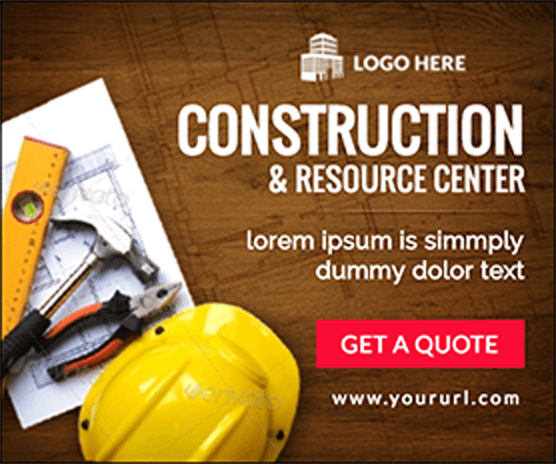 LOGO HERE
CONSTRUCTION
& RESOURCE CENTER
lorem ipsum is simmply
dummy dolor text
GET A QUOTE
www.yoururl.com